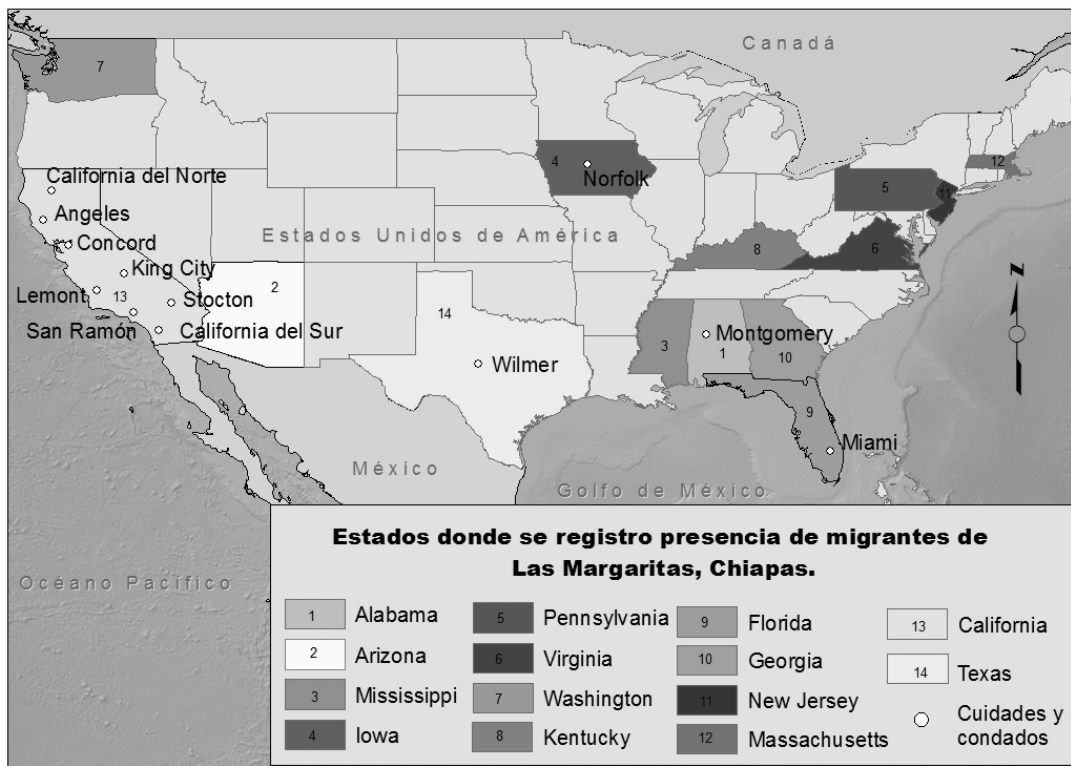 Canadá
7
4
Norfolk
12
5
11
California del Norte
Angeles
Concord
Estados Unidos de América
8
6
King City
Lemont
13
Stocton
2
San Ramón
California del Sur
14
Wilmer
3
Montgomery
1
10
9
Miami
N
México
Golfo de México
Océano Pacífico
Estados donde se registro presencia de migrantes de
Las Margaritas, Chiapas.
1 Alabama
2 Arizona
3 Mississippi
4 Iowa
5 Pennsylvania
6 Virginia
7 Washington
8 Kentucky
9 Florida
10 Georgia
11 New Jersey
12 Massachusetts
13 California
14 Texas
Cuidades y
condados